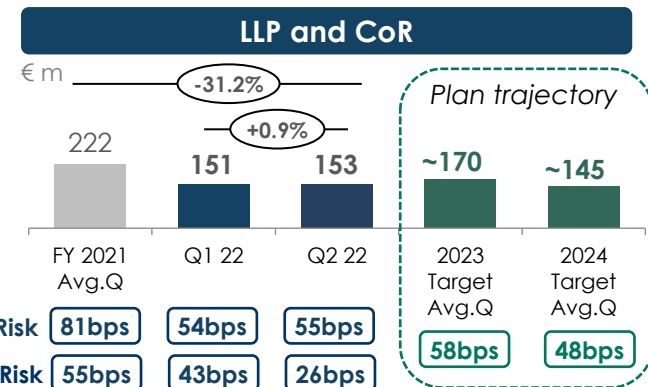 LLP and CoR
€ m
-31.2%
Plan trajectory
+0.9%
222
151
153
~170
~145
FY 2021
Avg.Q
Q1 22
Q2 22
2023
Target
Avg.Q
2024
Target
Avg.Q
Risk 81bps 54bps 55bps
58bps 48bps
Risk 55bps 43bps 26bps